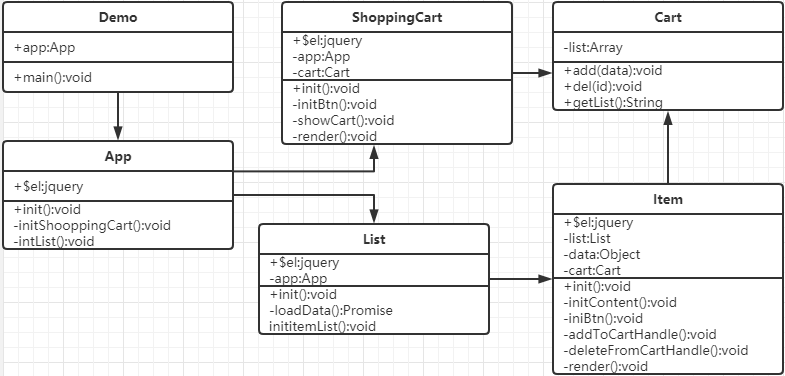 Demo
+app:App
+main():void
ShoppingCart
+$el:jquery
-app:App
-cart:Cart
+init():void
-initBtn():void
-showCart():void
-render():void
Cart
-list:Array
+add(data):void
+del(id):void
+getList():String
App
+$el:jquery
+init():void
-initShooppingCart():void
-intList():void
List
+$el:jquery
-app:App
+init():void
-loadData():Promise
inititemList():void
Item
+$el:jquery
-list:List
-data:Object
-cart:Cart
+init():void
-initContent():void
-iniBtn():void
-addToCartHandle():void
-deleteFromCartHandle():void
-render():void